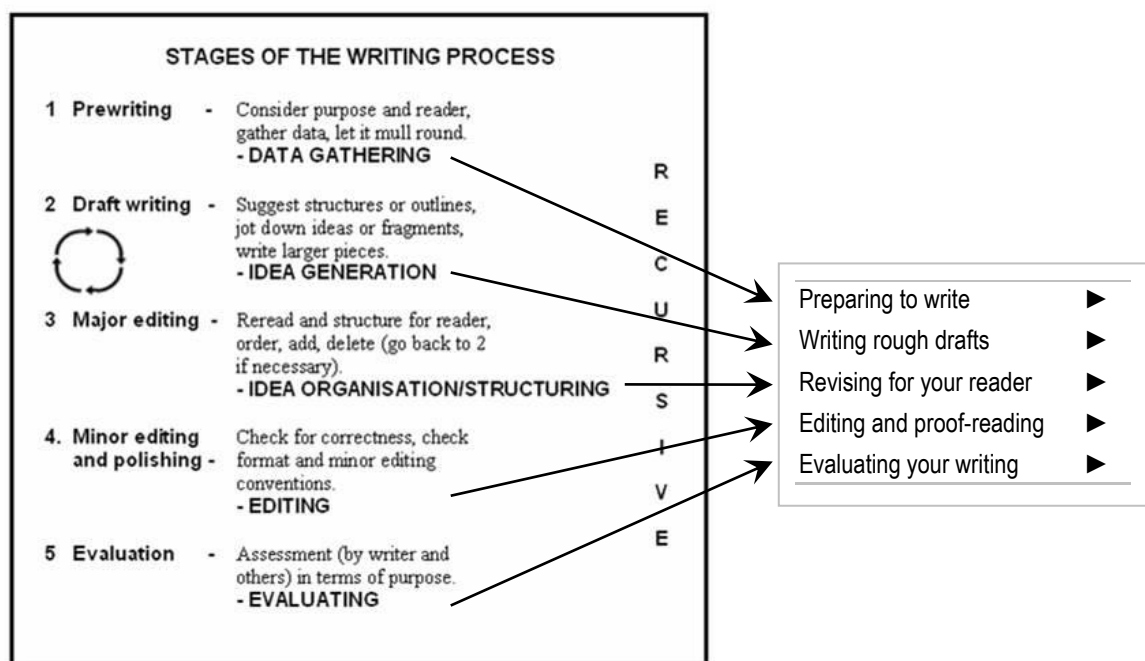 STAGES OF THE WRITING PROCESS
1 Prewriting - Consider purpose and reader,
gather data, let it mull round.
- DATA GATHERING
2 Draft writing - Suggest structures or outlines,
jot down ideas or fragments,
write larger pieces.
- IDEA GENERATION
3 Major editing - Reread and structure for reader,
order, add, delete (go back to 2
if necessary).
- IDEA ORGANISATION/STRUCTURING
4. Minor editing Check for correctness, check
and polishing - format and minor editing
conventions.
- EDITING
5 Evaluation - Assessment (by writer and
others) in terms of purpose.
- EVALUATING
R
E
C
U
R
S
I
V
E
Preparing to write ►
Writing rough drafts ►
Revising for your reader ►
Editing and proof-reading ►
Evaluating your writing ►